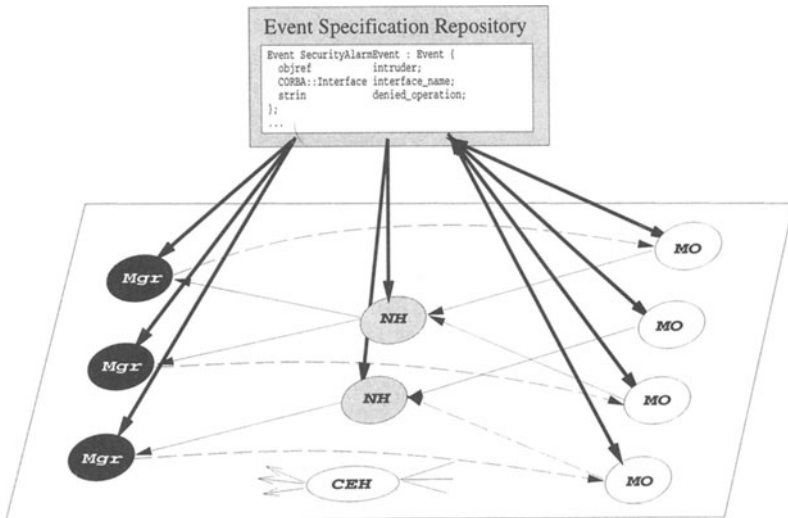 Event Specification Repository
Event SecurityAlarmEvent : Event {
objref intruder;
CORBA::Interface interface_name;
strin denied_operation;
};
...
Mgr
MO
NH
MO
Mgr
NH
MO
Mgr
CEH
MO